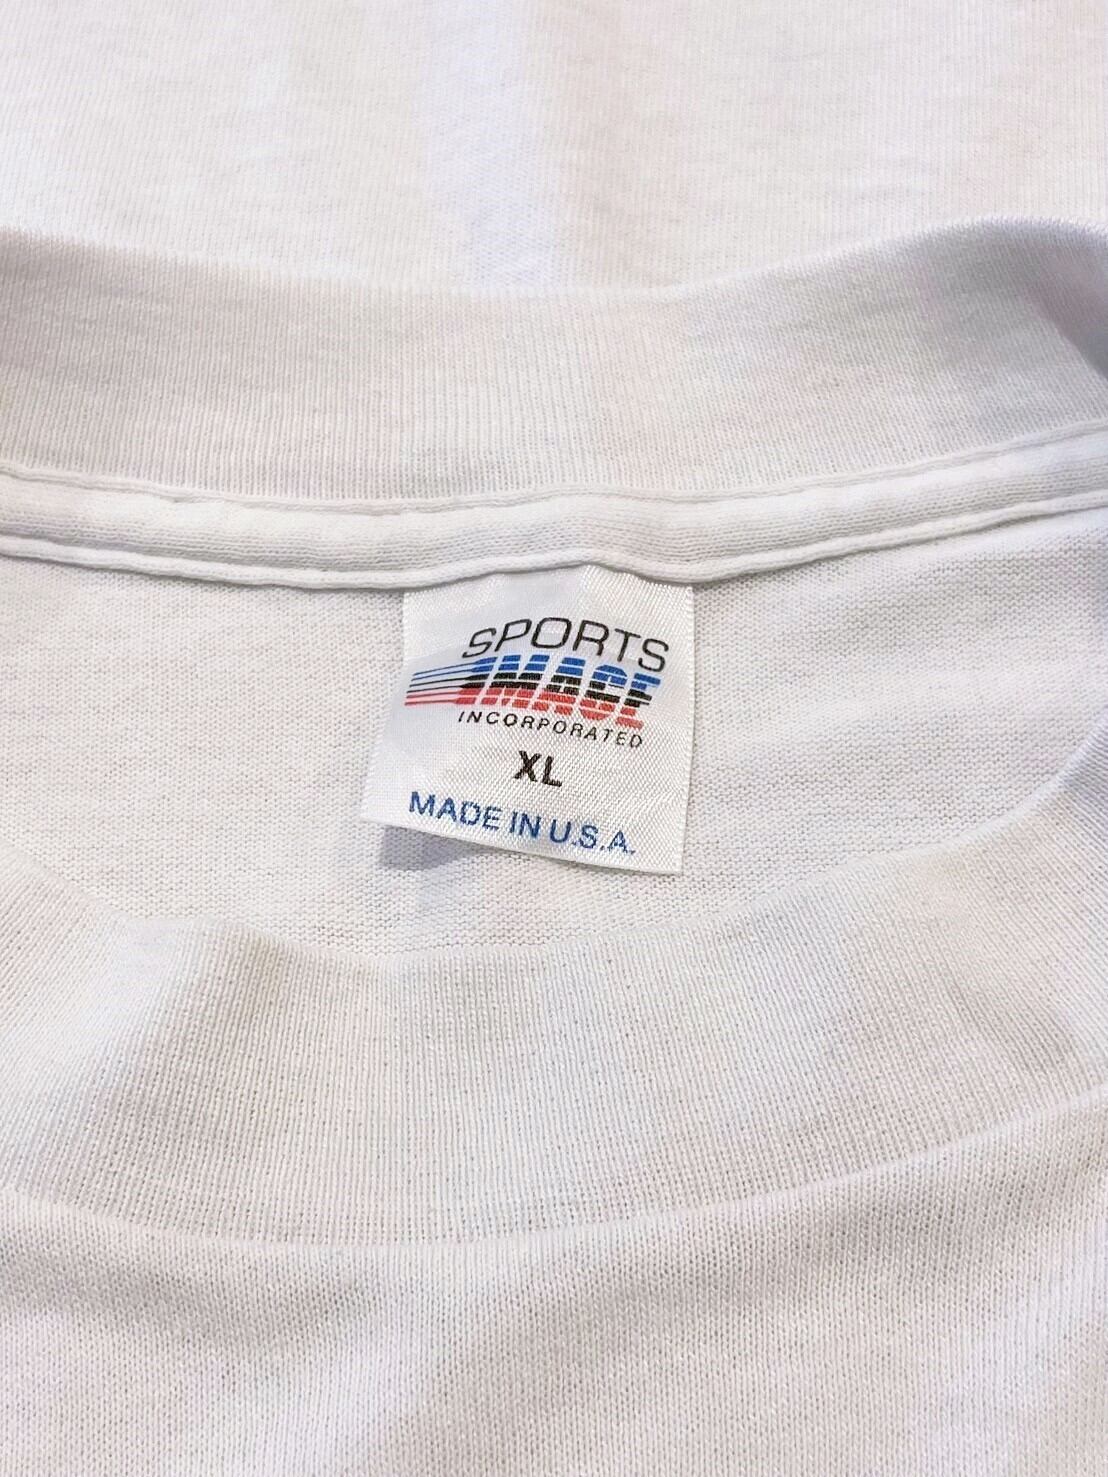 SPORTS
IMAGE
INCORPORATED
XL
MADE IN U.S.A.